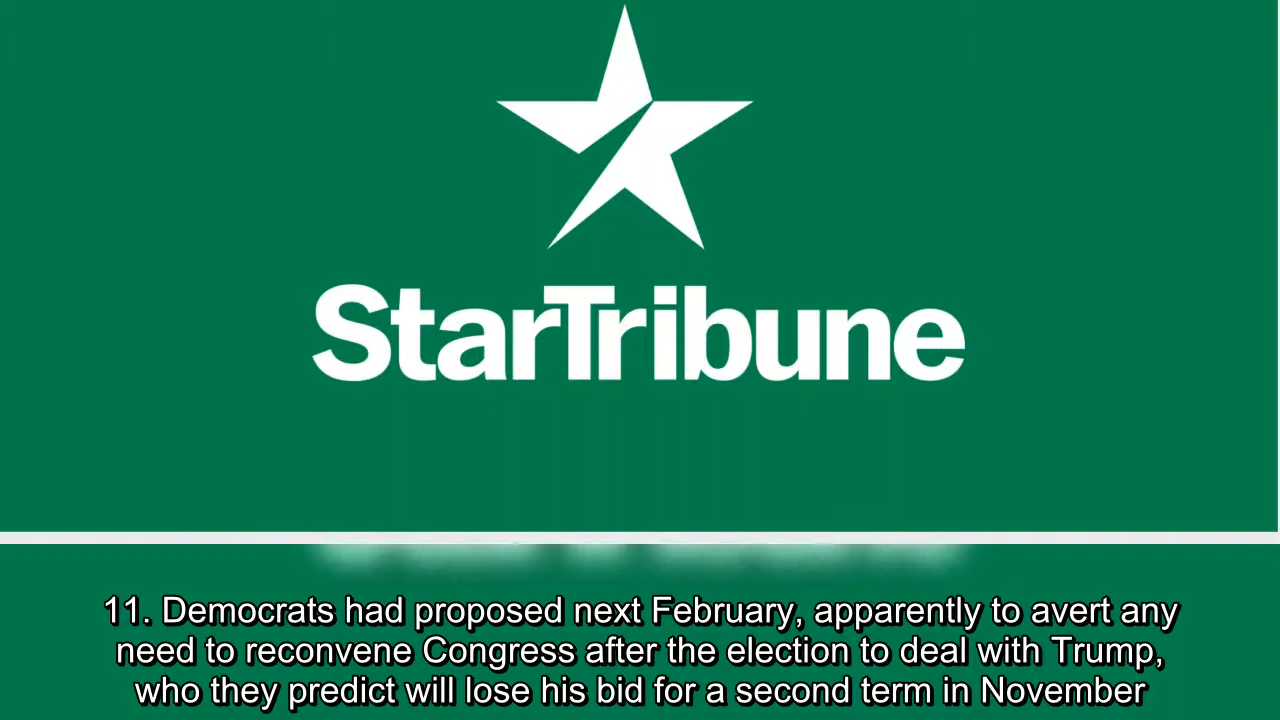 StarTribune
11. Democrats had proposed next February, apparently to avert any
need to reconvene Congress after the election to deal with Trump,
who they predict will lose his bid for a second term in November